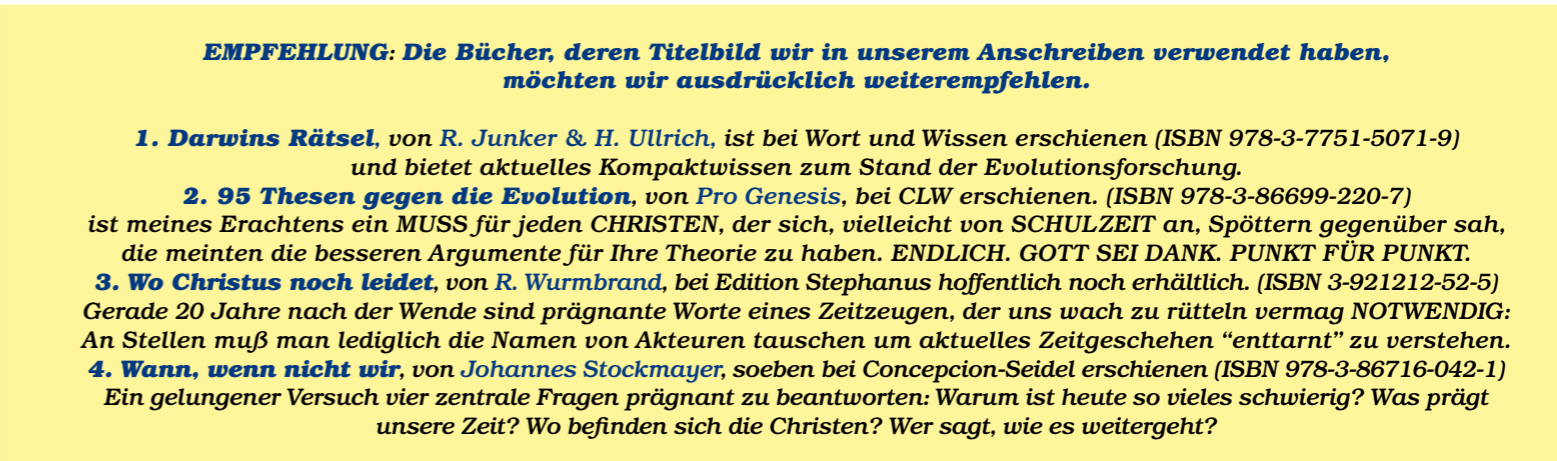 EMPFEHLUNG: Die Bücher, deren Titelbild wir in unserem Anschreiben verwendet haben,
möchten wir ausdrücklich weiterempfehlen.
1. Darwins Rätsel, von R. Junker & H. Ullrich, ist bei Wort und Wissen erschienen (ISBN 978-3-7751-5071-9)
und bietet aktuelles Kompaktwissen zum Stand der Evolutionsforschung.
2. 95 Thesen gegen die Evolution, von Pro Genesis, bei CLW erschienen. (ISBN 978-3-86699-220-7)
ist meines Erachtens ein MUSS für jeden CHRISTEN, der sich, vielleicht von SCHULZEIT an, Spöttern gegenüber sah,
die meinten die besseren Argumente für Ihre Theorie zu haben. ENDLICH. GOTT SEI DANK. PUNKT FÜR PUNKT.
3. Wo Christus noch leidet, von R. Wurmbrand, bei Edition Stephanus hoffentlich noch erhältlich. (ISBN 3-921212-52-5)
Gerade 20 Jahre nach der Wende sind prägnante Worte eines Zeitzeugen, der uns wach zu rütteln vermag NOTWENDIG:
An Stellen muß man lediglich die Namen von Akteuren tauschen um aktuelles Zeitgeschehen “enttarnt” zu verstehen.
4. Wann, wenn nicht wir, von Johannes Stockmayer, soeben bei Concepcion-Seidel erschienen (ISBN 978-3-86716-042-1)
Ein gelungener Versuch vier zentrale Fragen prägnant zu beantworten: Warum ist heute so vieles schwierig? Was prägt
unsere Zeit? Wo befinden sich die Christen? Wer sagt, wie es weitergeht?